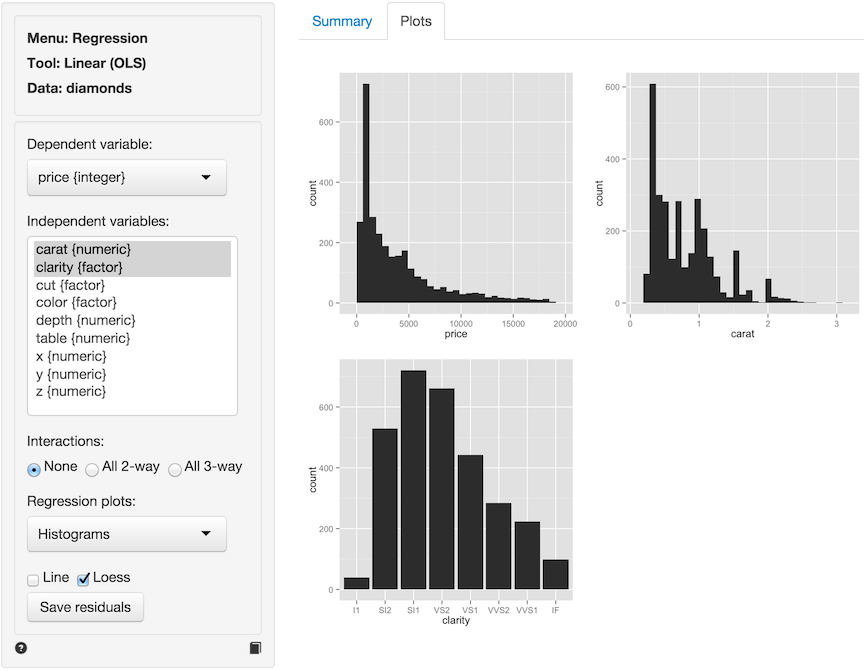 Menu: Regression
Tool: Linear (OLS)
Data: diamonds
Dependent variable:
price {integer}
Independent variables:
carat {numeric}
clarity {factor}
cut {factor}
color {factor}
depth {numeric}
table {numeric}
x {numeric}
y {numeric}
z {numeric}
Interactions:
None All 2-way All 3-way
Regression plots:
Histograms
Line Loess
Save residuals
?
Summary Plots
count
600
400
200
0
0 5000 10000 15000 20000
price
count
600
400
200
0
0 1 2 3
carat
count
600
400
200
0
I1 SI2 SI1 VS2 VS1 VVS2 VVS1 IF
clarity